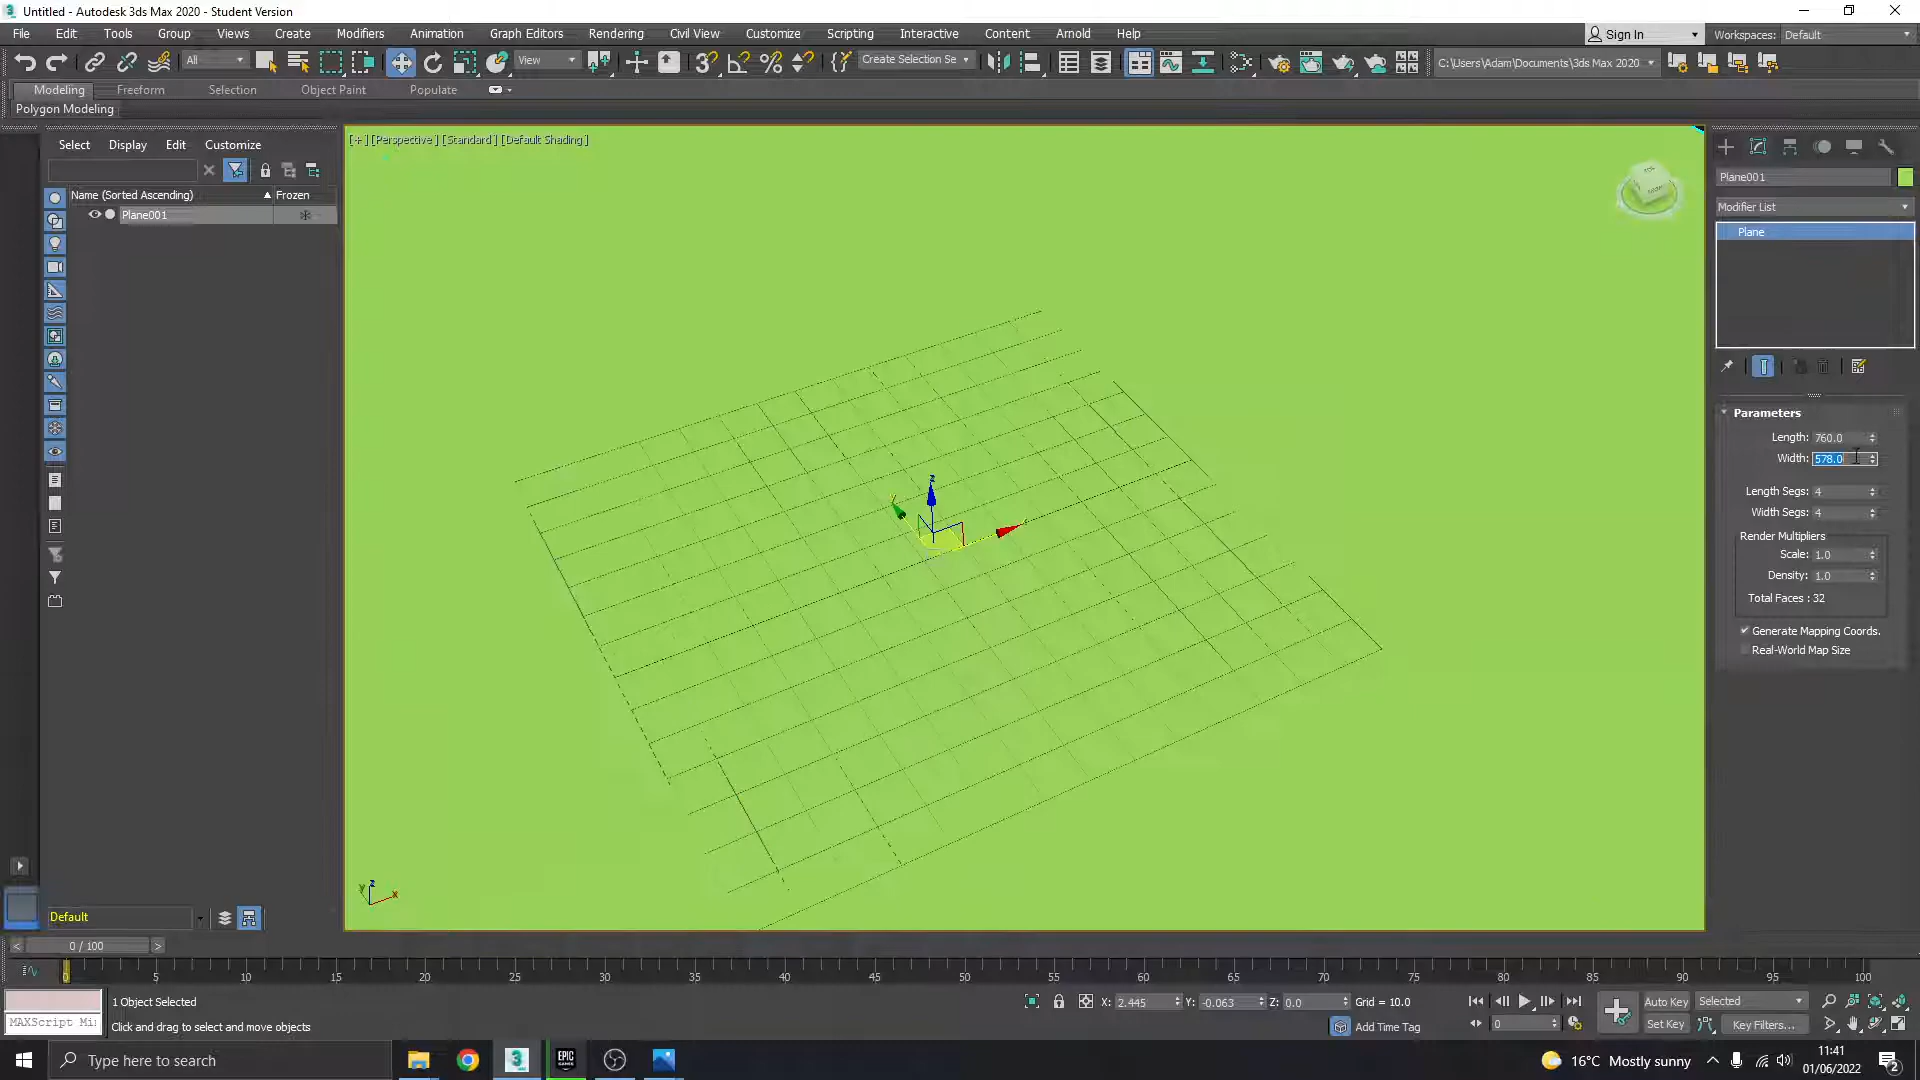 Untitled - Autodesk 3ds Max 2020 - Student Version
File Edit Tools Group Views Create Modifiers Animation Graph Editors Rendering Civil View Customize Scripting Interactive Content Arnold Help
Sign In
Workspaces: Default
All
View
Create Selection Se
C:\Users\Adam\Documents\3ds Max 2020
Modeling Freeform Selection Object Paint Populate
Polygon Modeling
Select Display Edit Customize
[+] [Perspective] [Standard] [Default Shading]
Name (Sorted Ascending) Frozen
Plane001
Plane001
Modifier List
Plane
Parameters
Length: 760.0
Width: 578.0
Length Segs: 4
Width Segs: 4
Render Multipliers
Scale: 1.0
Density: 1.0
Total Faces : 32
Generate Mapping Coords.
Real-World Map Size
z
z
y
x
Default
< 0 / 100 >
0 5 10 15 20 25 30 35 40 45 50 55 60 65 70 75 80 85 90 95 100
1 Object Selected
X: 2.445 Y: -0.063 Z: 0.0 Grid = 10.0
Auto Key Selected
MAXScript Mi
Click and drag to select and move objects
Add Time Tag
0
Set Key Key Filters...
Type here to search
EPIC GAMES
16°C Mostly sunny
11:41
01/06/2022
2